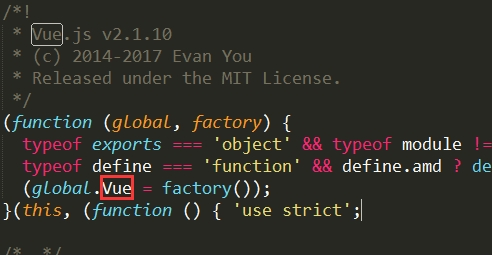 /*!
 * Vue.js v2.1.10
 * (c) 2014-2017 Evan You
 * Released under the MIT License.
 */
(function (global, factory) {
  typeof exports === 'object' && typeof module !=
  typeof define === 'function' && define.amd ? de
  (global.Vue = factory());
}(this, (function () { 'use strict';
/* */